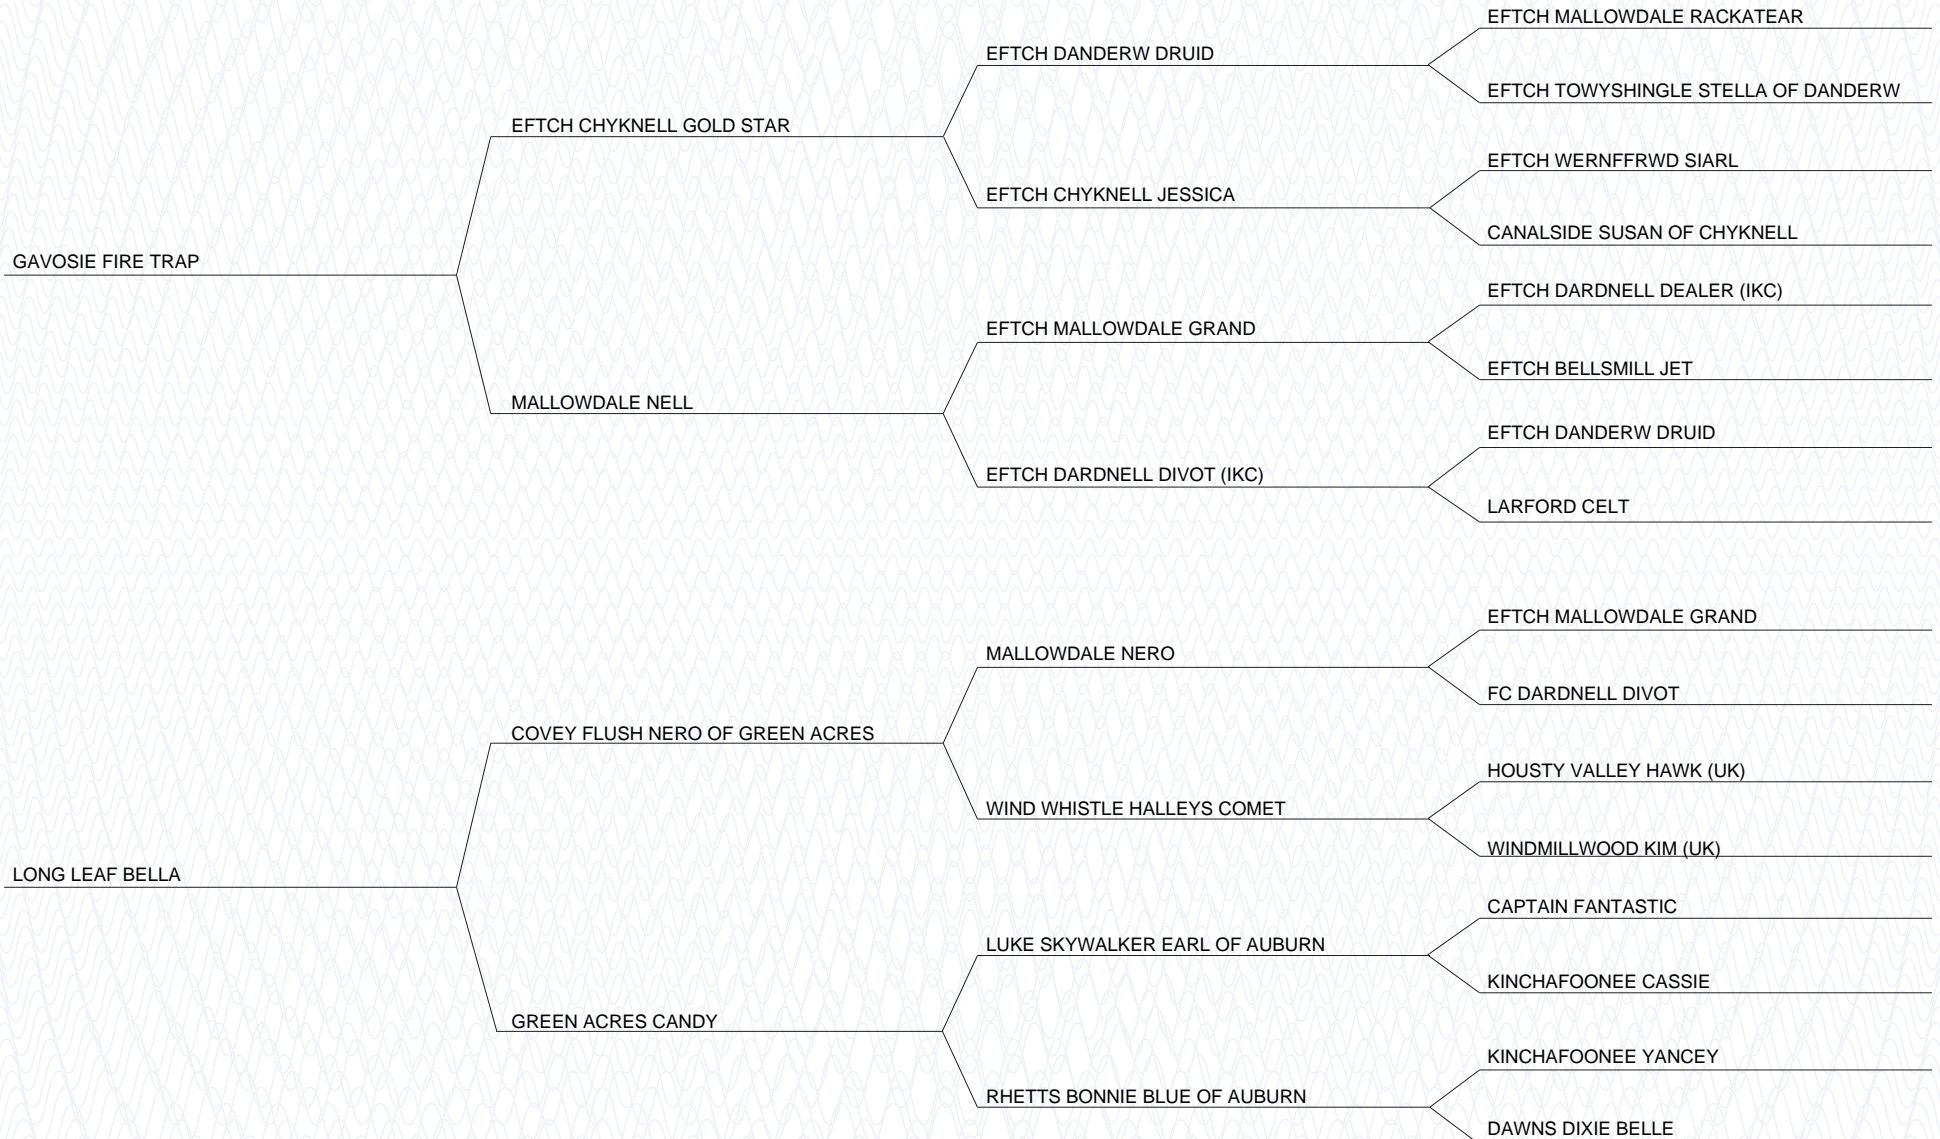 EFTCH MALLOWDALE RACKATEAR
EFTCH DANDERW DRUID
EFTCH TOWYSHINGLE STELLA OF DANDERW
EFTCH CHYKNELL GOLD STAR
EFTCH WERNFFRWD SIARL
EFTCH CHYKNELL JESSICA
CANALSIDE SUSAN OF CHYKNELL
GAVOSIE FIRE TRAP
EFTCH DARDNELL DEALER (IKC)
EFTCH MALLOWDALE GRAND
EFTCH BELLSMILL JET
MALLOWDALE NELL
EFTCH DANDERW DRUID
EFTCH DARDNELL DIVOT (IKC)
LARFORD CELT
EFTCH MALLOWDALE GRAND
MALLOWDALE NERO
FC DARDNELL DIVOT
COVEY FLUSH NERO OF GREEN ACRES
HOUSTY VALLEY HAWK (UK)
WIND WHISTLE HALLEYS COMET
WINDMILLWOOD KIM (UK)
LONG LEAF BELLA
CAPTAIN FANTASTIC
LUKE SKYWALKER EARL OF AUBURN
KINCHAFOONEE CASSIE
GREEN ACRES CANDY
KINCHAFOONEE YANCEY
RHETTS BONNIE BLUE OF AUBURN
DAWNS DIXIE BELLE